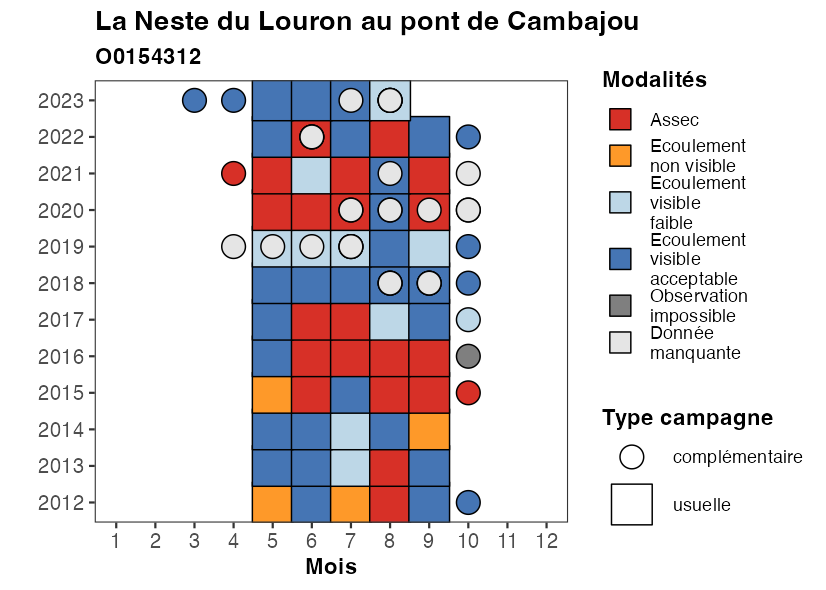 La Neste du Louron au pont de Cambajou
O0154312
2023
2022
2021
2020
2019
2018
2017
2016
2015
2014
2013
2012
1 2 3 4 5 6 7 8 9 10 11 12
Mois
Modalités
Assec
Ecoulement
non visible
Ecoulement
visible
faible
Ecoulement
visible
acceptable
Observation
impossible
Donnée
manquante
Type campagne
complémentaire
usuelle